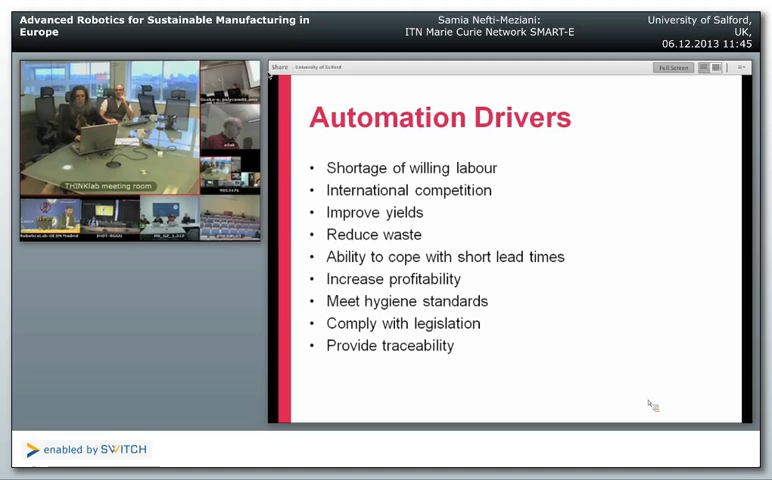 Advanced Robotics for Sustainable Manufacturing in
Europe
Samia Nefti-Meziani:
ITN Marie Curie Network SMART-E
University of Salford,
UK,
06.12.2013 11:45
Share
University of Salford
Full Screen
THINKlab meeting room
Automation Drivers
• Shortage of willing labour
• International competition
• Improve yields
• Reduce waste
• Ability to cope with short lead times
• Increase profitability
• Meet hygiene standards
• Comply with legislation
• Provide traceability
enabled by SWITCH